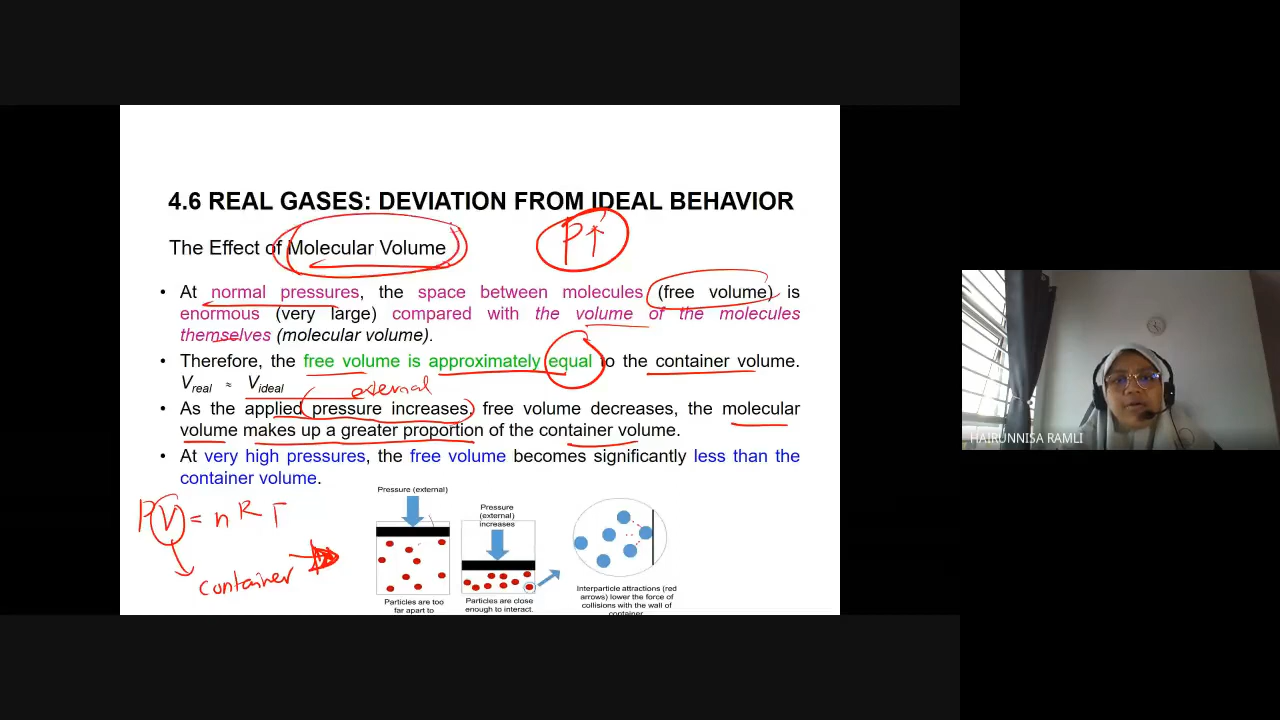 4.6 REAL GASES: DEVIATION FROM IDEAL BEHAVIOR
The Effect of Molecular Volume
P↑
• At normal pressures, the space between molecules (free volume) is
enormous (very large) compared with the volume of the molecules
themselves (molecular volume).
• Therefore, the free volume is approximately equal to the container volume.
Vreal ≈ Videal
external
• As the applied pressure increases, free volume decreases, the molecular
volume makes up a greater proportion of the container volume.
• At very high pressures, the free volume becomes significantly less than the
container volume.
PV = nRT
container
Pressure (external)
Particles are too
far apart to
Pressure
(external)
increases
Particles are close
enough to interact.
Interparticle attractions (red
arrows) lower the force of
collisions with the wall of
container
HAIRUNNISA RAMLI